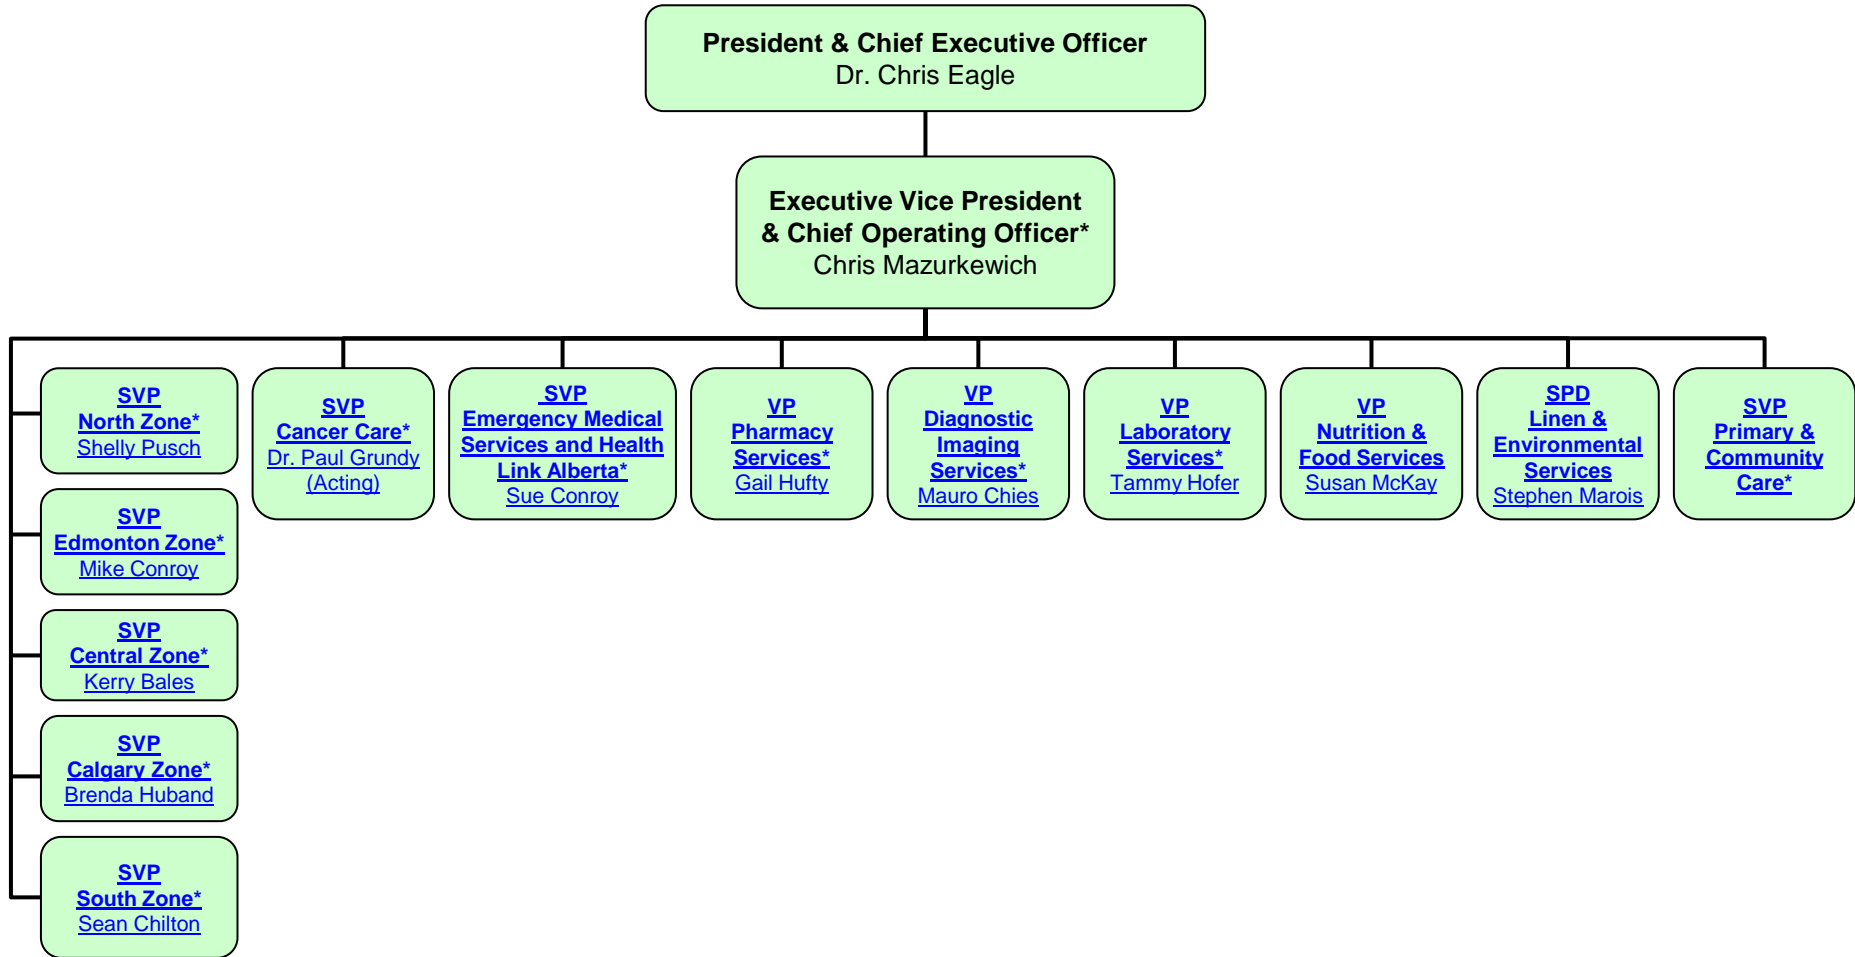 President & Chief Executive Officer
Dr. Chris Eagle
Executive Vice President
& Chief Operating Officer*
Chris Mazurkewich
SVP
North Zone*
Shelly Pusch
SVP
Edmonton Zone*
Mike Conroy
SVP
Central Zone*
Kerry Bales
SVP
Calgary Zone*
Brenda Huband
SVP
South Zone*
Sean Chilton
SVP
Cancer Care*
Dr. Paul Grundy
(Acting)
SVP
Emergency Medical
Services and Health
Link Alberta*
Sue Conroy
VP
Pharmacy
Services*
Gail Hufty
VP
Diagnostic
Imaging
Services*
Mauro Chies
VP
Laboratory
Services*
Tammy Hofer
VP
Nutrition &
Food Services
Susan McKay
SPD
Linen &
Environmental
Services
Stephen Marois
SVP
Primary &
Community
Care*